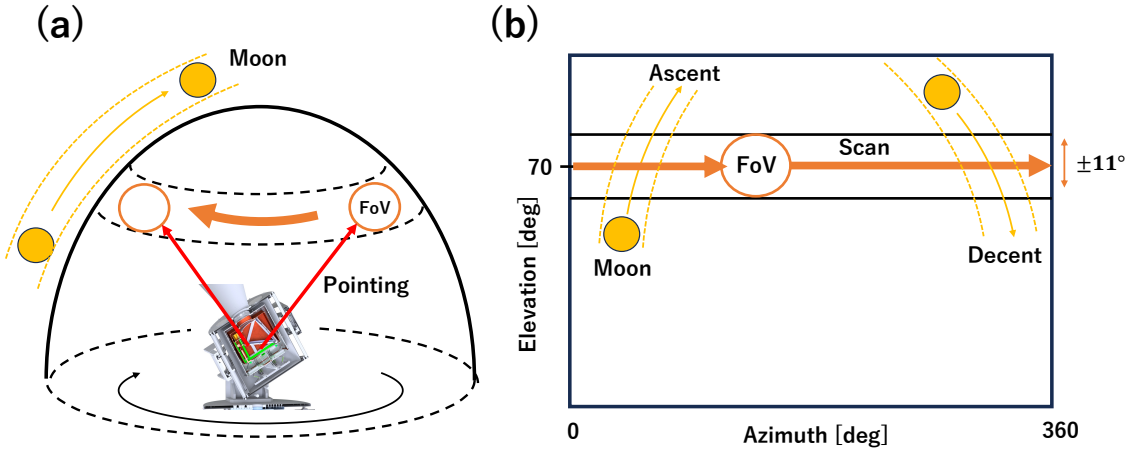 (a)
Moon
FoV
Pointing
(b)
Ascent
Scan
70
FoV
±11°
Moon
Decent
Elevation [deg]
0
Azimuth [deg]
360